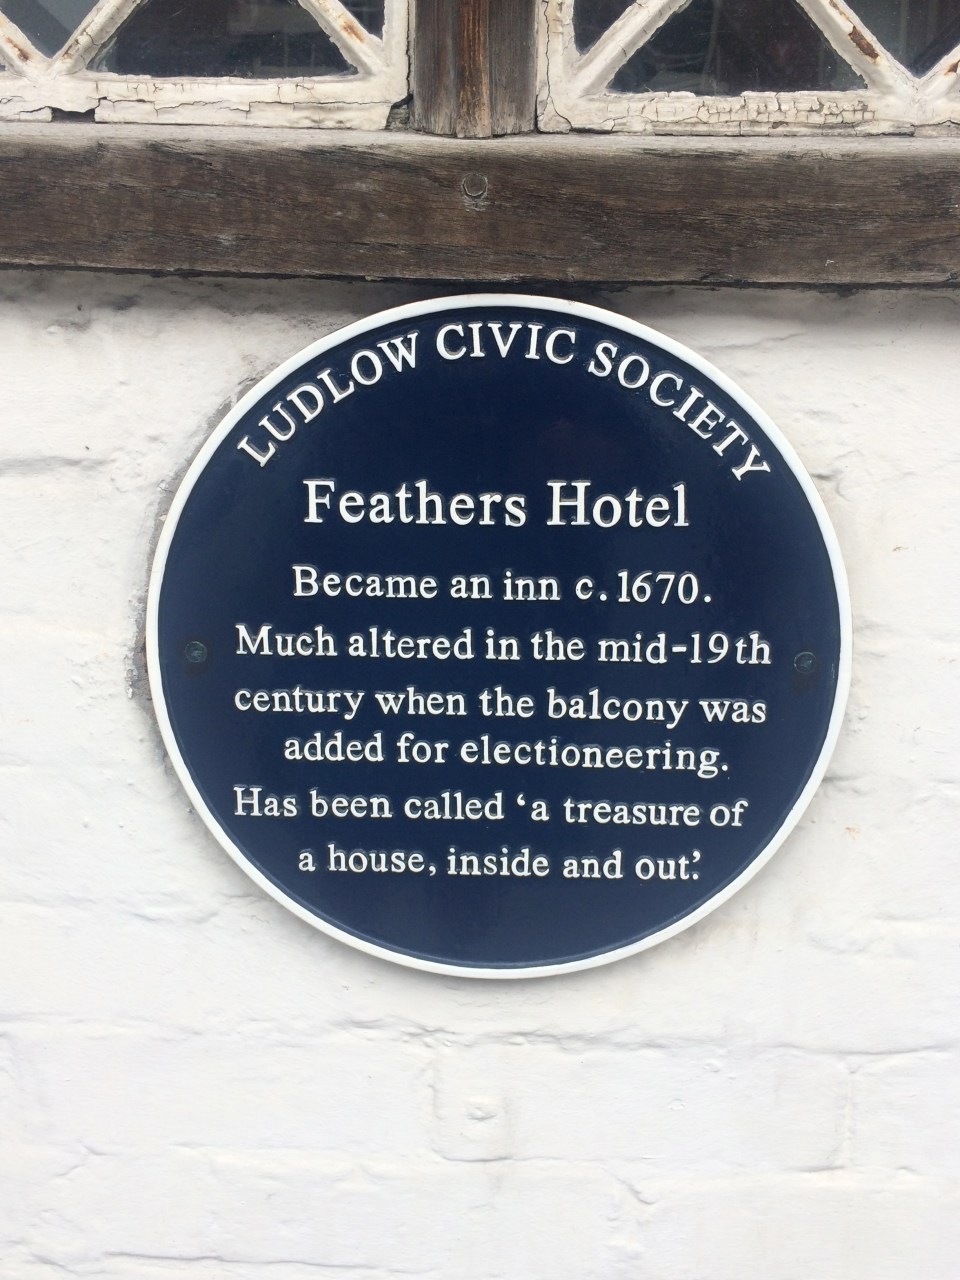 LUDLOW CIVIC SOCIETY
Feathers Hotel
Became an inn c.1670.
Much altered in the mid-19th
century when the balcony was
added for electioneering.
Has been called ‘a treasure of
a house, inside and out’.